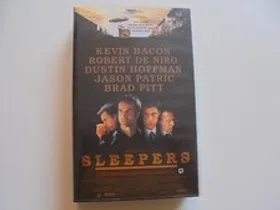 KEVIN BACON
ROBERT DE NIRO
DUSTIN HOFFMAN
JASON PATRIC
BRAD PITT
SLEEPERS